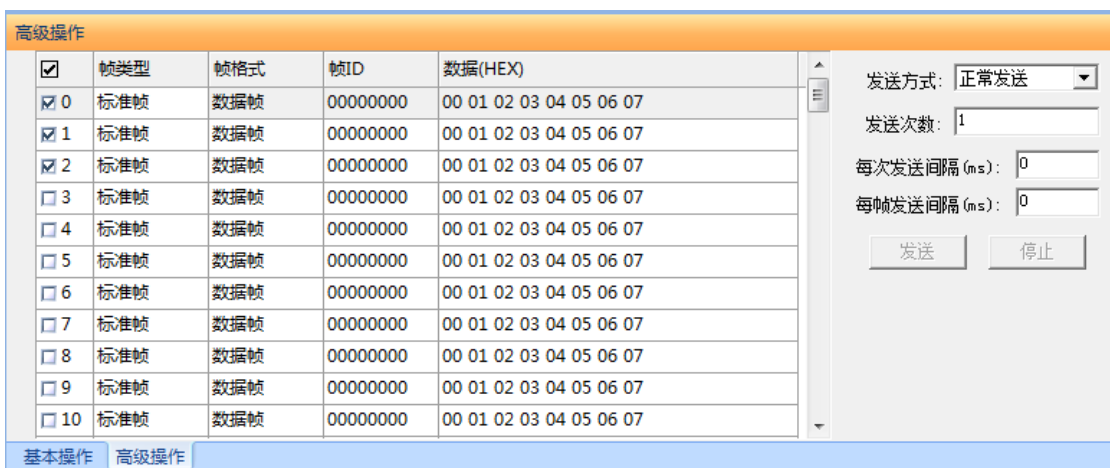 高级操作
帧类型 帧格式 帧ID 数据(HEX)
0 标准帧 数据帧 00000000 00 01 02 03 04 05 06 07
1 标准帧 数据帧 00000000 00 01 02 03 04 05 06 07
2 标准帧 数据帧 00000000 00 01 02 03 04 05 06 07
3 标准帧 数据帧 00000000 00 01 02 03 04 05 06 07
4 标准帧 数据帧 00000000 00 01 02 03 04 05 06 07
5 标准帧 数据帧 00000000 00 01 02 03 04 05 06 07
6 标准帧 数据帧 00000000 00 01 02 03 04 05 06 07
7 标准帧 数据帧 00000000 00 01 02 03 04 05 06 07
8 标准帧 数据帧 00000000 00 01 02 03 04 05 06 07
9 标准帧 数据帧 00000000 00 01 02 03 04 05 06 07
10 标准帧 数据帧 00000000 00 01 02 03 04 05 06 07
发送方式: 正常发送
发送次数: 1
每次发送间隔(ms): 0
每帧发送间隔(ms): 0
发送 停止
基本操作 高级操作